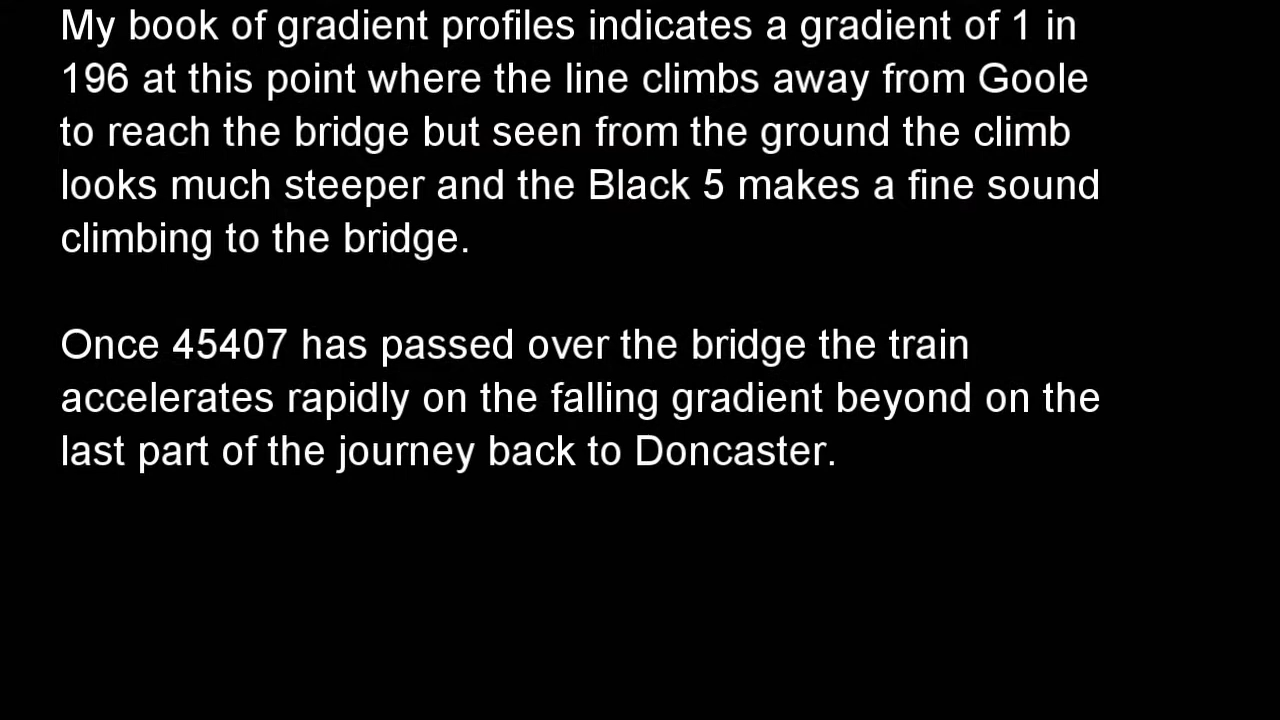 My book of gradient profiles indicates a gradient of 1 in
196 at this point where the line climbs away from Goole
to reach the bridge but seen from the ground the climb
looks much steeper and the Black 5 makes a fine sound
climbing to the bridge.
Once 45407 has passed over the bridge the train
accelerates rapidly on the falling gradient beyond on the
last part of the journey back to Doncaster.